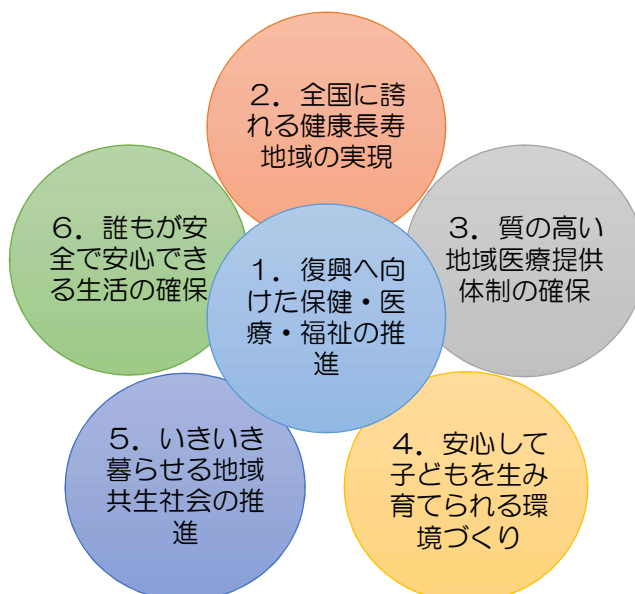 2．全国に誇
れる健康長寿
地域の実現
6．誰もが安
全で安心でき
る生活の確保
1．復興へ向
けた保健・医
療・福祉の推
進
3．質の高い
地域医療提供
体制の確保
5．いきいき
暮らせる地域
共生社会の推
進
4．安心して
子どもを生み
育てられる環
境づくり